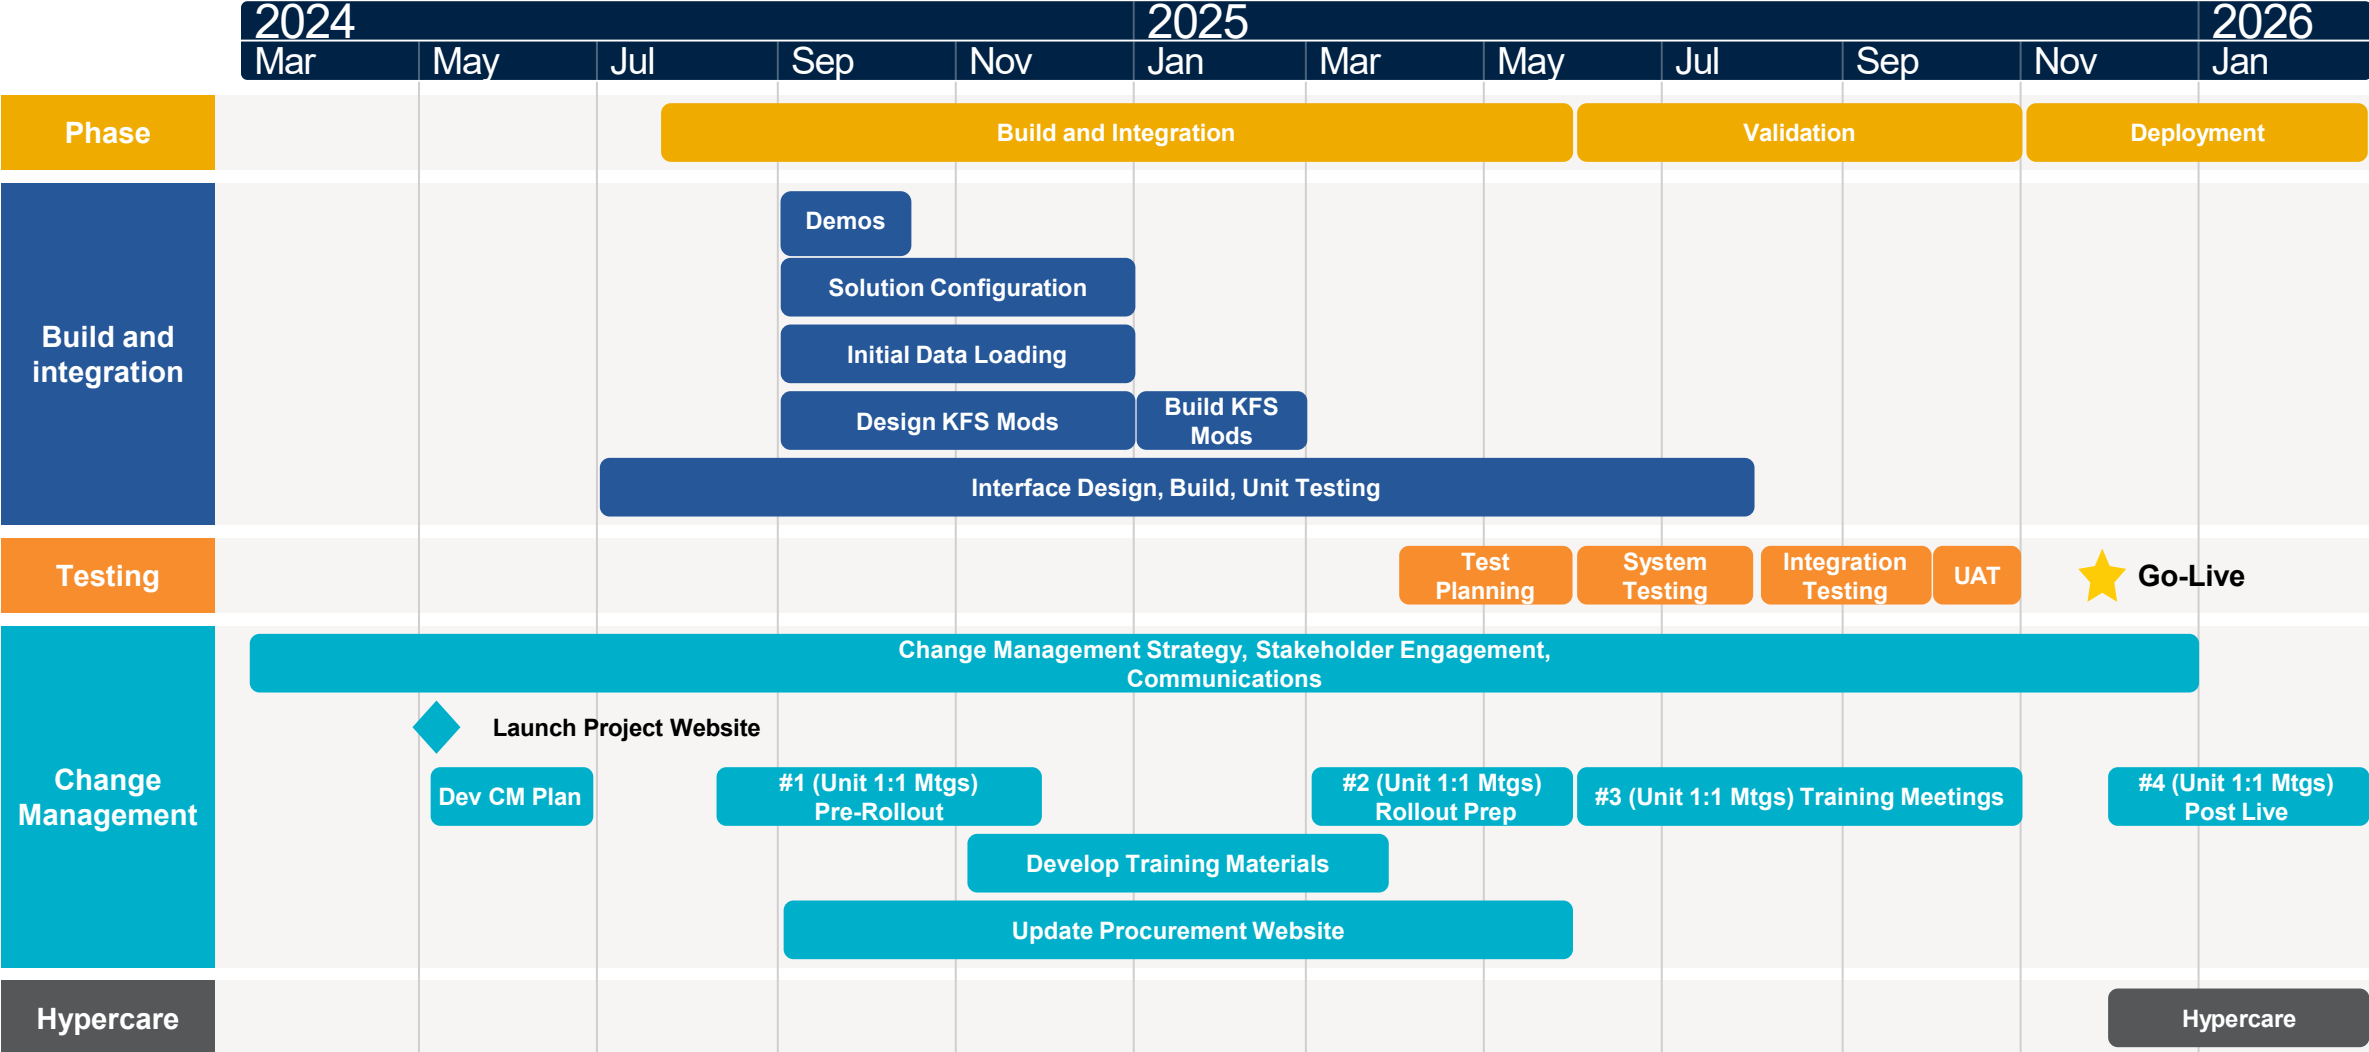 2024 2025 2026
Mar May Jul Sep Nov Jan Mar May Jul Sep Nov Jan
Phase
Build and Integration
Validation
Deployment
Build and
integration
Demos
Solution Configuration
Initial Data Loading
Design KFS Mods
Build KFS
Mods
Interface Design, Build, Unit Testing
Testing
Test
Planning
System
Testing
Integration
Testing
UAT
Go-Live
Change
Management
Change Management Strategy, Stakeholder Engagement,
Communications
Launch Project Website
Dev CM Plan
#1 (Unit 1:1 Mtgs)
Pre-Rollout
#2 (Unit 1:1 Mtgs)
Rollout Prep
#3 (Unit 1:1 Mtgs) Training Meetings
#4 (Unit 1:1 Mtgs)
Post Live
Develop Training Materials
Update Procurement Website
Hypercare
Hypercare